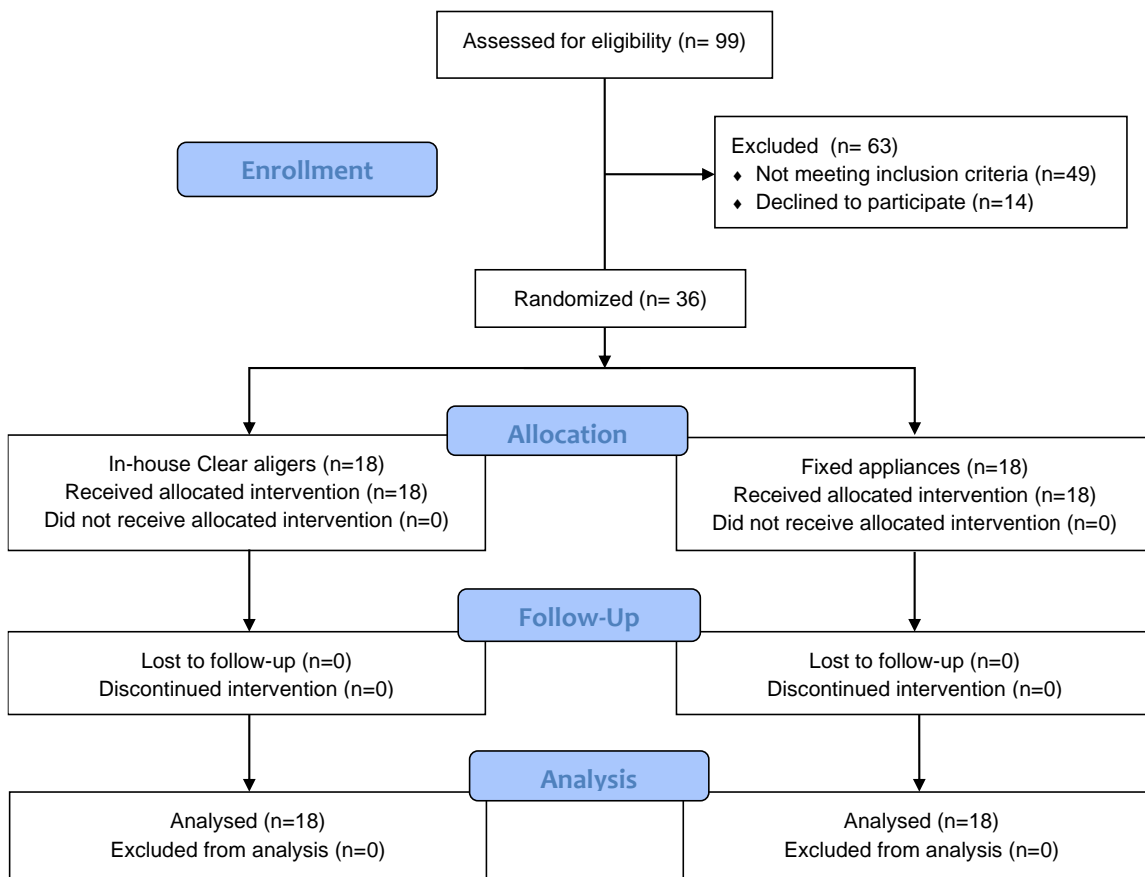 Assessed for eligibility (n= 99)
Enrollment
Excluded (n= 63)
♦ Not meeting inclusion criteria (n=49)
♦ Declined to participate (n=14)
Randomized (n= 36)
Allocation
In-house Clear aligers (n=18)
Received allocated intervention (n=18)
Did not receive allocated intervention (n=0)
Fixed appliances (n=18)
Received allocated intervention (n=18)
Did not receive allocated intervention (n=0)
Follow-Up
Lost to follow-up (n=0)
Discontinued intervention (n=0)
Lost to follow-up (n=0)
Discontinued intervention (n=0)
Analysis
Analysed (n=18)
Excluded from analysis (n=0)
Analysed (n=18)
Excluded from analysis (n=0)